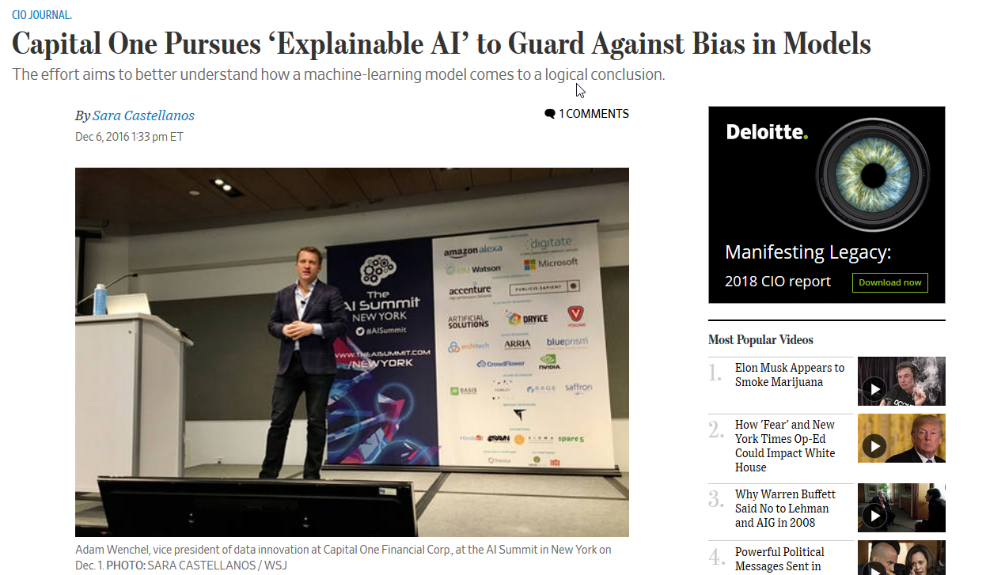 CIO JOURNAL.
Capital One Pursues ‘Explainable AI’ to Guard Against Bias in Models
The effort aims to better understand how a machine-learning model comes to a logical conclusion.
By Sara Castellanos
Dec 6, 2016 1:33 pm ET
1 COMMENTS
The
AI Summit
NEW YORK
#AISummit
WWW.THEAISUMMIT.COM
/NEWYORK
amazon alexa
digitate
IBM Watson
Microsoft
accenture
PUBLICIS.SAPIENT
ARTIFICIAL
SOLUTIONS
DRYICE
architech
ARRIA
blueprism
CrowdFlower
NVIDIA
BASIS
RAGE
saffron
spare5
Adam Wenchel, vice president of data innovation at Capital One Financial Corp., at the AI Summit in New York on
Dec. 1. PHOTO: SARA CASTELLANOS / WSJ
Deloitte.
Manifesting Legacy:
2018 CIO report
Download now
Most Popular Videos
1.
Elon Musk Appears to
Smoke Marijuana
2.
How 'Fear' and New
York Times Op-Ed
Could Impact White
House
3.
Why Warren Buffett
Said No to Lehman
and AIG in 2008
4.
Powerful Political
Messages Sent in